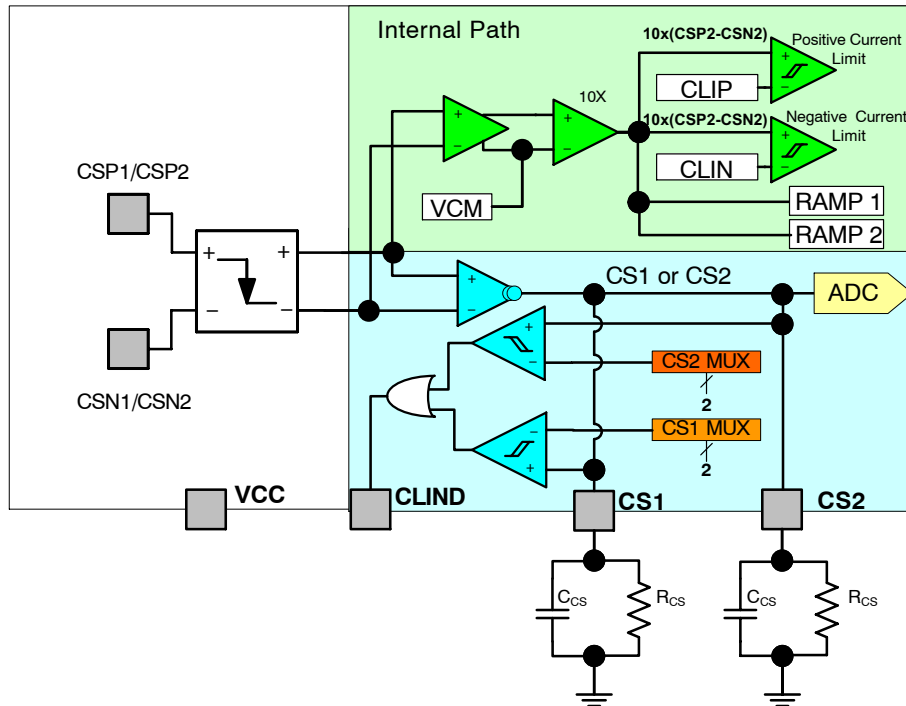 Internal Path
10x(CSP2-CSN2)
Positive Current
Limit
CLIP
10X
+
−
+
−
+
−
10x(CSP2-CSN2)
Negative Current
Limit
CLIN
+
−
VCM
RAMP 1
RAMP 2
CSP1/CSP2
+ +
− −
CSN1/CSN2
+
−
CS1 or CS2
ADC
+
−
CS2 MUX
2
−
+
CS1 MUX
2
VCC
CLIND
CS1
CS2
CCS
RCS
CCS
RCS